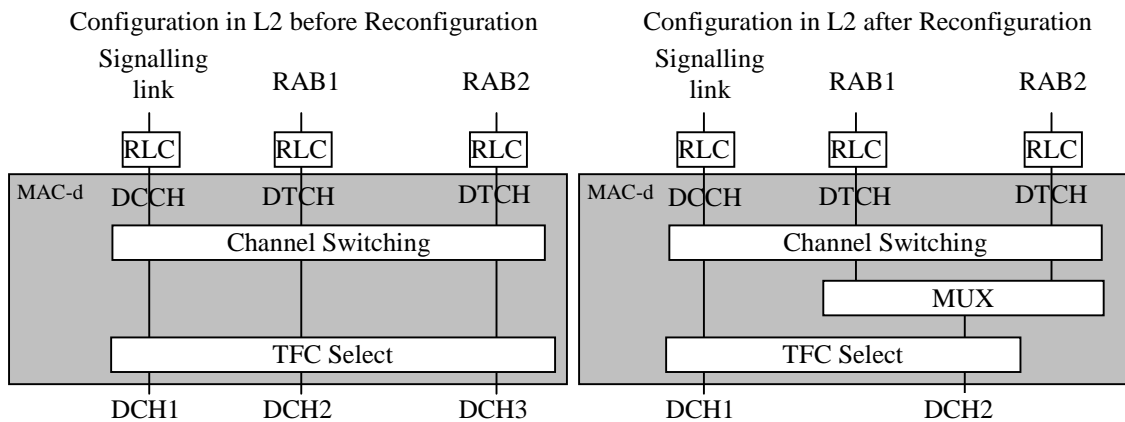 Configuration in L2 before Reconfiguration
Signalling
link
RAB1
RAB2
RLC
RLC
RLC
MAC-d
DCCH
DTCH
DTCH
Channel Switching
TFC Select
DCH1
DCH2
DCH3
Configuration in L2 after Reconfiguration
Signalling
link
RAB1
RAB2
RLC
RLC
RLC
MAC-d
DCCH
DTCH
DTCH
Channel Switching
MUX
TFC Select
DCH1
DCH2